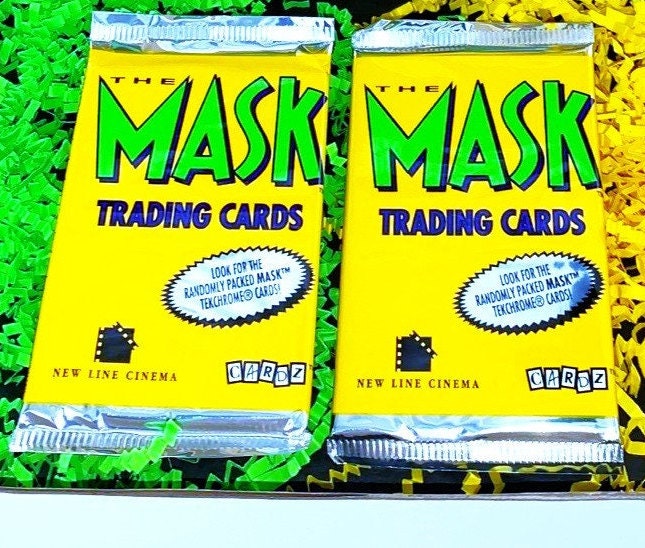 THE
MASK
TRADING CARDS
LOOK FOR THE
RANDOMLY PACKED MASK™
TEKCHROME® CARDS!
NEW LINE CINEMA
CARDZ™
THE
MASK
TRADING CARDS
LOOK FOR THE
RANDOMLY PACKED MASK™
TEKCHROME® CARDS!
NEW LINE CINEMA
CARDZ